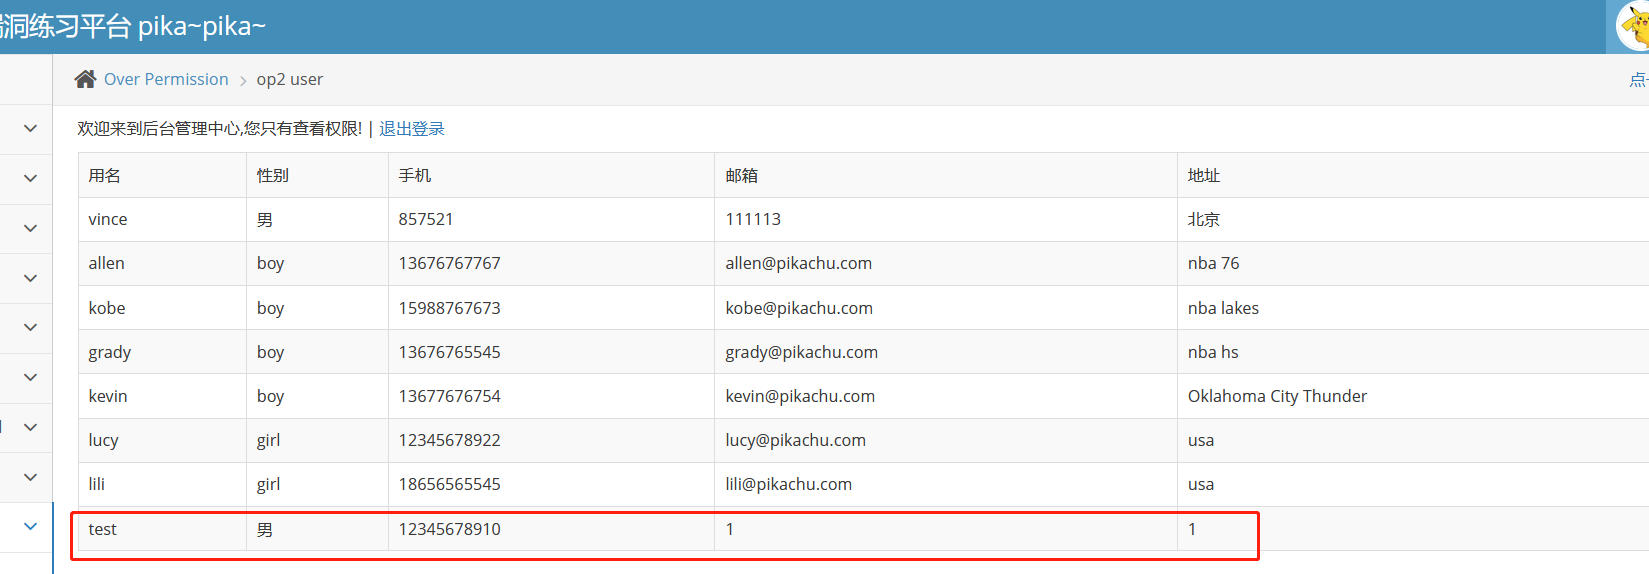 洞练习平台 pika~pika~
Over Permission > op2 user
点
欢迎来到后台管理中心,您只有查看权限! | 退出登录
用名 性别 手机 邮箱 地址
vince 男 857521 111113 北京
allen boy 13676767767 allen@pikachu.com nba 76
kobe boy 15988767673 kobe@pikachu.com nba lakes
grady boy 13676765545 grady@pikachu.com nba hs
kevin boy 13677676754 kevin@pikachu.com Oklahoma City Thunder
lucy girl 12345678922 lucy@pikachu.com usa
lili girl 18656565545 lili@pikachu.com usa
test 男 12345678910 1 1